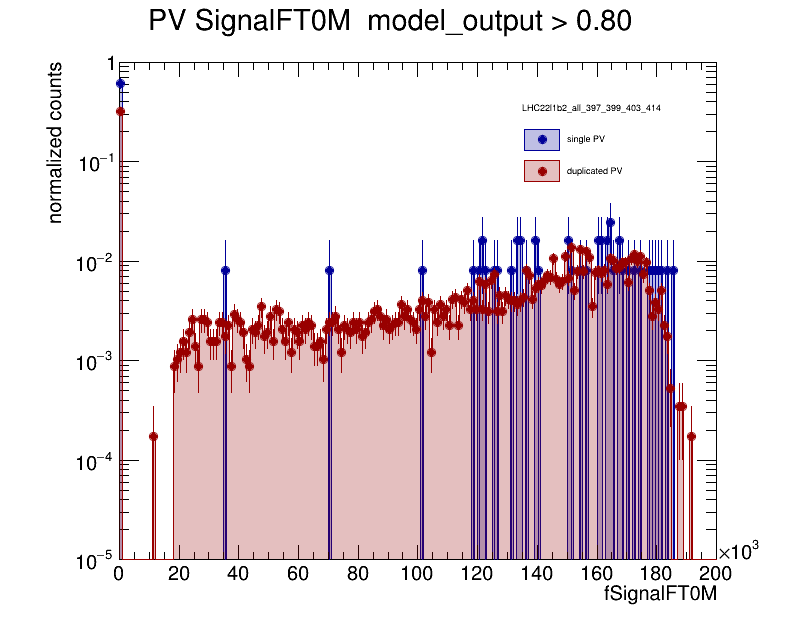 PV SignalFT0M  model_output > 0.80
normalized counts
1
10−1
10−2
10−3
10−4
10−5
LHC22l1b2_all_397_399_403_414
single PV
duplicated PV
0 20 40 60 80 100 120 140 160 180 200
×103
fSignalFT0M